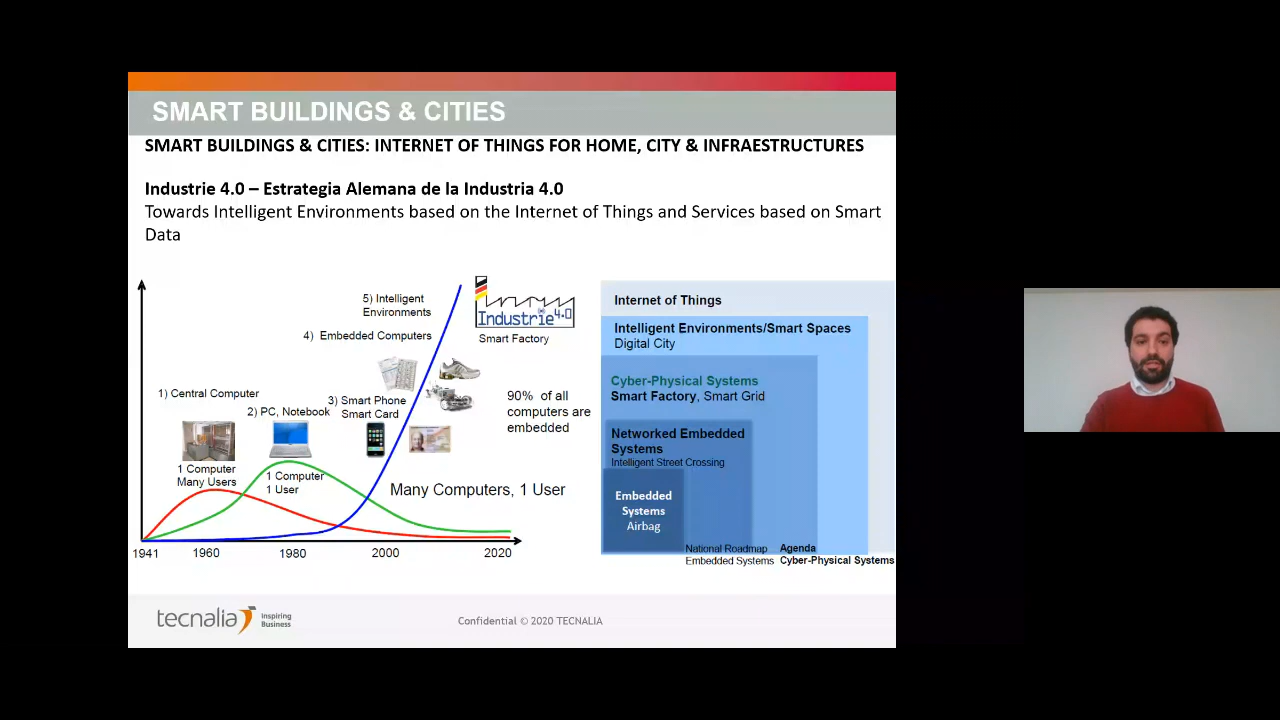 SMART BUILDINGS & CITIES
SMART BUILDINGS & CITIES: INTERNET OF THINGS FOR HOME, CITY & INFRAESTRUCTURES
Industrie 4.0 – Estrategia Alemana de la Industria 4.0
Towards Intelligent Environments based on the Internet of Things and Services based on Smart
Data
5) Intelligent
Environments
4) Embedded Computers
Industrie 4.0
Smart Factory
1) Central Computer
2) PC, Notebook
3) Smart Phone
Smart Card
90% of all
computers are
embedded
1 Computer
Many Users
1 Computer
1 User
Many Computers, 1 User
1941
1960
1980
2000
2020
Internet of Things
Intelligent Environments/Smart Spaces
Digital City
Cyber-Physical Systems
Smart Factory, Smart Grid
Networked Embedded
Systems
Intelligent Street Crossing
Embedded
Systems
Airbag
National Roadmap
Embedded Systems
Agenda
Cyber-Physical Systems
tecnalia
Inspiring
Business
Confidential © 2020 TECNALIA